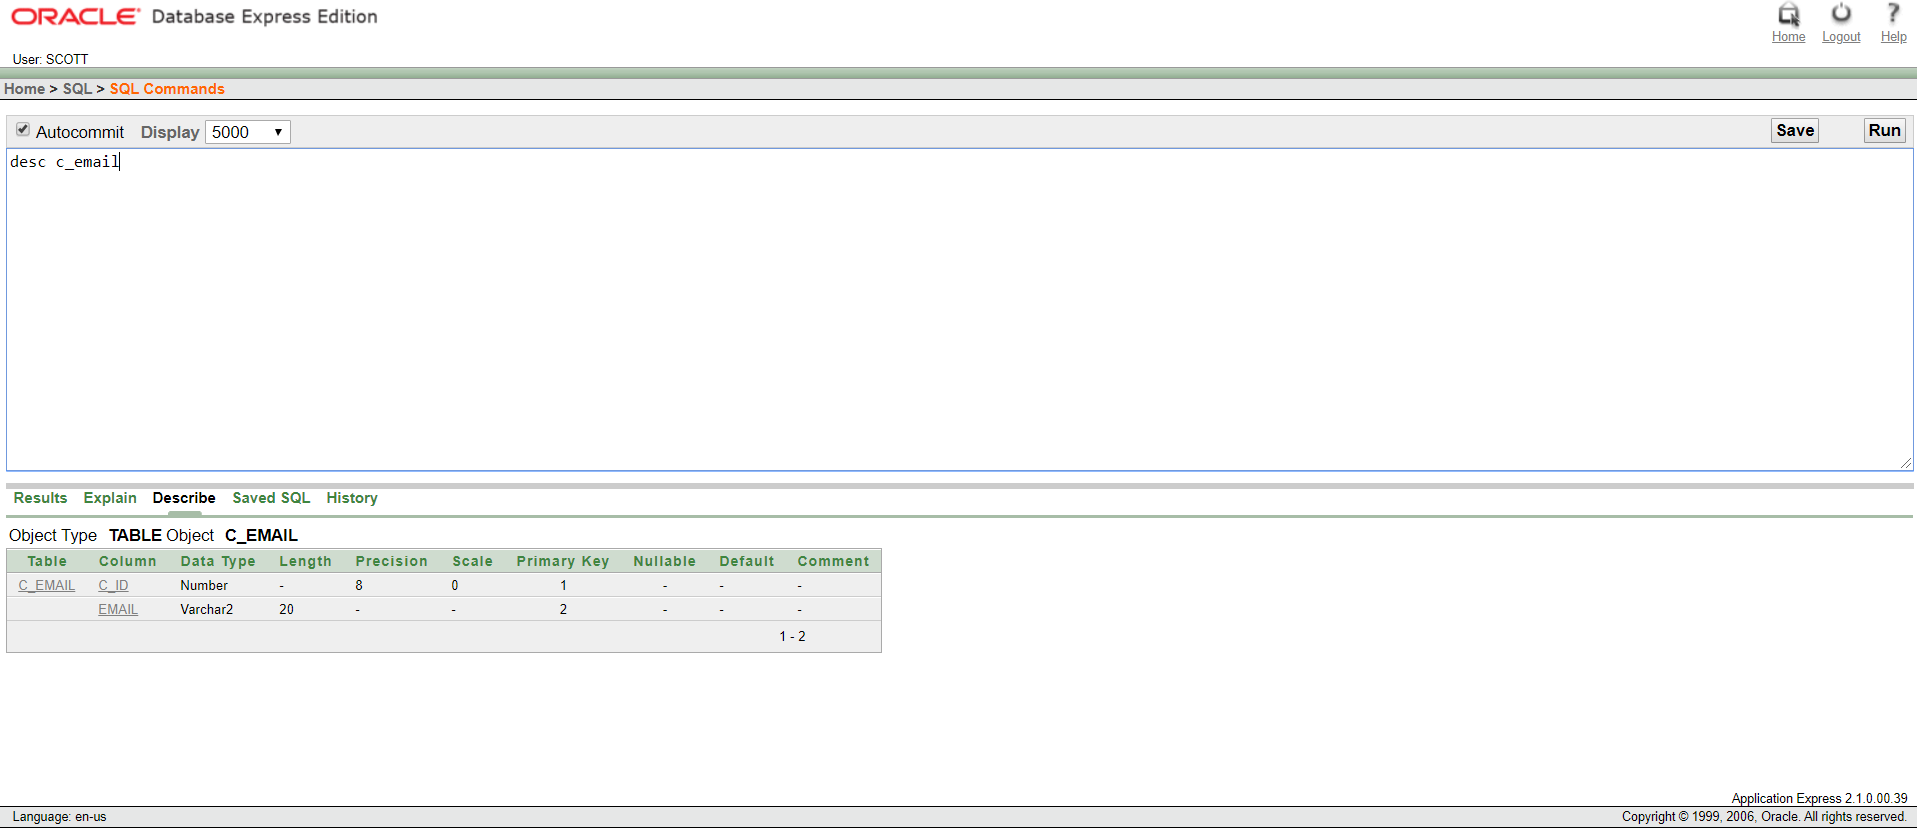 ORACLE® Database Express Edition
Home Logout Help
User: SCOTT
Home > SQL > SQL Commands
Autocommit Display 5000 Save Run
desc c_email
Results Explain Describe Saved SQL History
Object Type TABLE Object C_EMAIL
Table Column Data Type Length Precision Scale Primary Key Nullable Default Comment
C_EMAIL C_ID Number - 8 0 1 - - -
EMAIL Varchar2 20 - - 2 - - -
1 - 2
Application Express 2.1.0.00.39
Language: en-us Copyright © 1999, 2006, Oracle. All rights reserved.